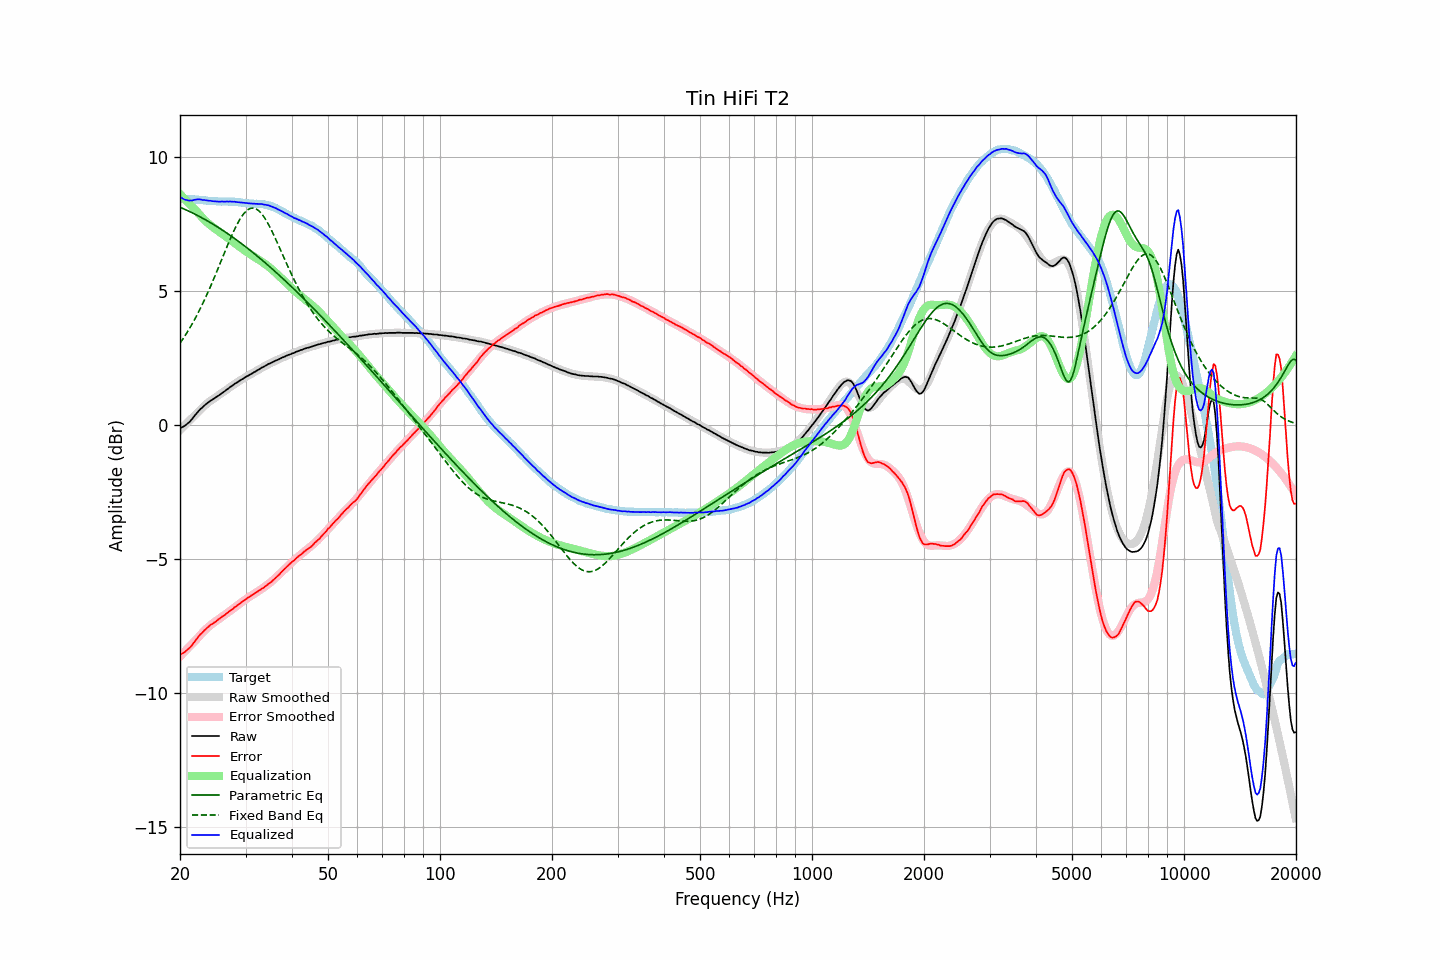 Tin HiFi T2
Amplitude (dBr)
10
5
0
−5
−10
−15
Target
Raw Smoothed
Error Smoothed
Raw
Error
Equalization
Parametric Eq
Fixed Band Eq
Equalized
20 50 100 200 500 1000 2000 5000 10000 20000
Frequency (Hz)